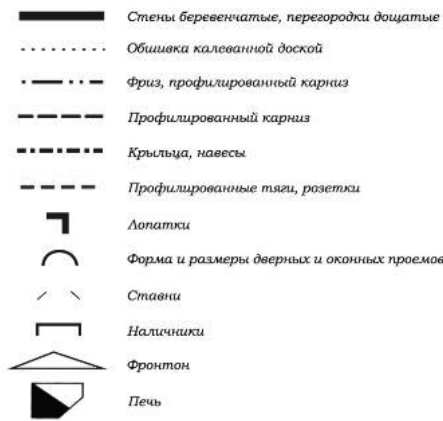 Стены беревенчатые, перегородки дощатые
Обшивка калеванной доской
Фриз, профилированный карниз
Профилированный карниз
Крыльца, навесы
Профилированные тяги, розетки
Лопатки
Форма и размеры дверных и оконных проемов
Ставни
Наличники
Фронтон
Печь